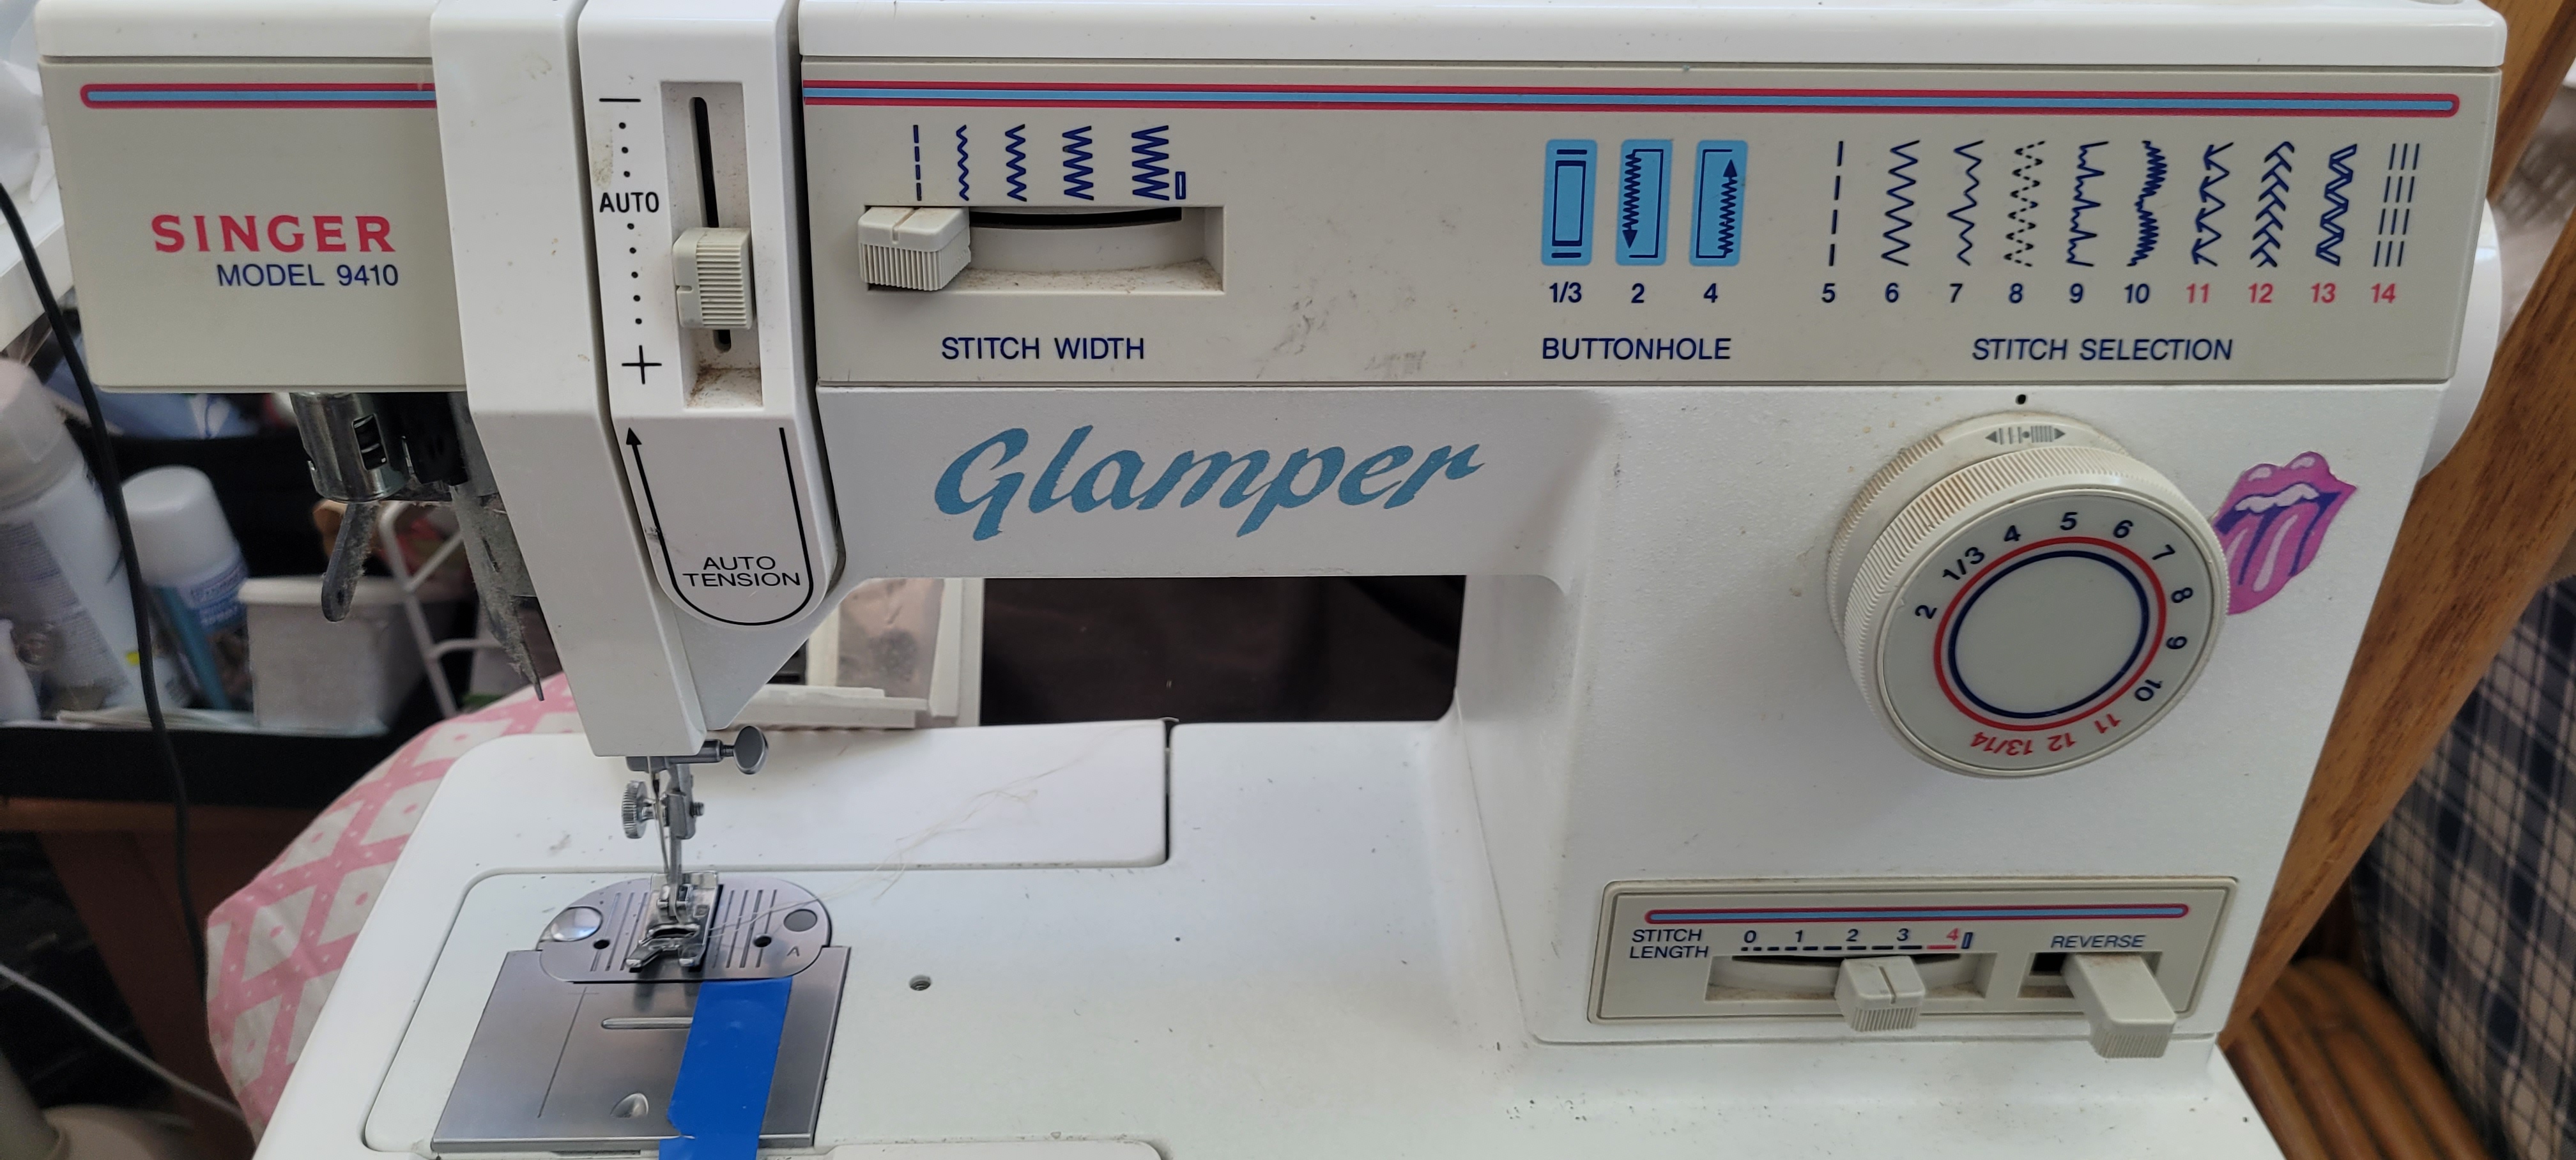 SINGER
MODEL 9410
—
AUTO
+
AUTO
TENSION
STITCH WIDTH
1/3 2 4
BUTTONHOLE
5 6 7 8 9 10 11 12 13 14
STITCH SELECTION
Glamper
2 1/3 4 5 6 7 8 9 10 11 12 13/14
STITCH
LENGTH
0 1 2 3 4
REVERSE
A